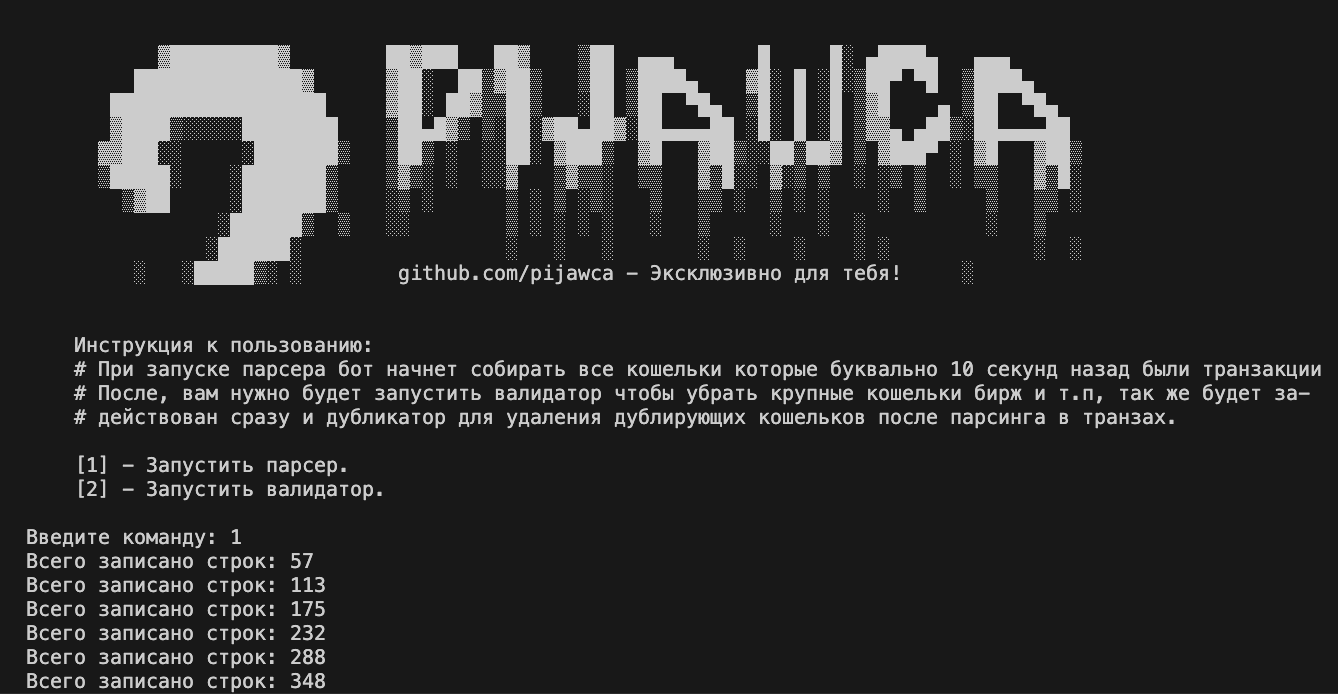 PIJAWCA
github.com/pijawca – Эксклюзивно для тебя!
Инструкция к пользованию:
# При запуске парсера бот начнет собирать все кошельки которые буквально 10 секунд назад были транзакции
# После, вам нужно будет запустить валидатор чтобы убрать крупные кошельки бирж и т.п, так же будет за–
# действован сразу и дубликатор для удаления дублирующих кошельков после парсинга в транзах.
[1] – Запустить парсер.
[2] – Запустить валидатор.
Введите команду: 1
Всего записано строк: 57
Всего записано строк: 113
Всего записано строк: 175
Всего записано строк: 232
Всего записано строк: 288
Всего записано строк: 348